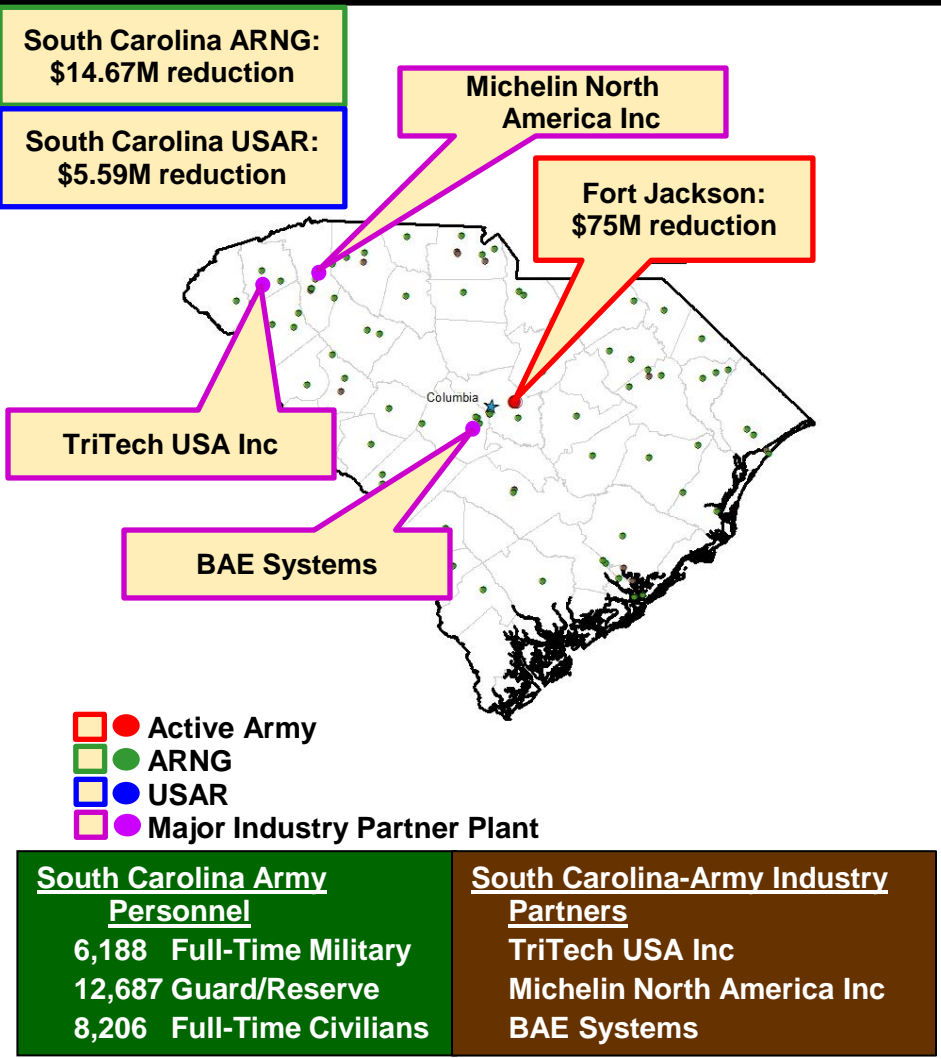 South Carolina ARNG:
$14.67M reduction
South Carolina USAR:
$5.59M reduction
Michelin North
America Inc
Fort Jackson:
$75M reduction
Columbia
TriTech USA Inc
BAE Systems
Active Army
ARNG
USAR
Major Industry Partner Plant
South Carolina Army
Personnel
6,188 Full-Time Military
12,687 Guard/Reserve
8,206 Full-Time Civilians
South Carolina-Army Industry
Partners
TriTech USA Inc
Michelin North America Inc
BAE Systems